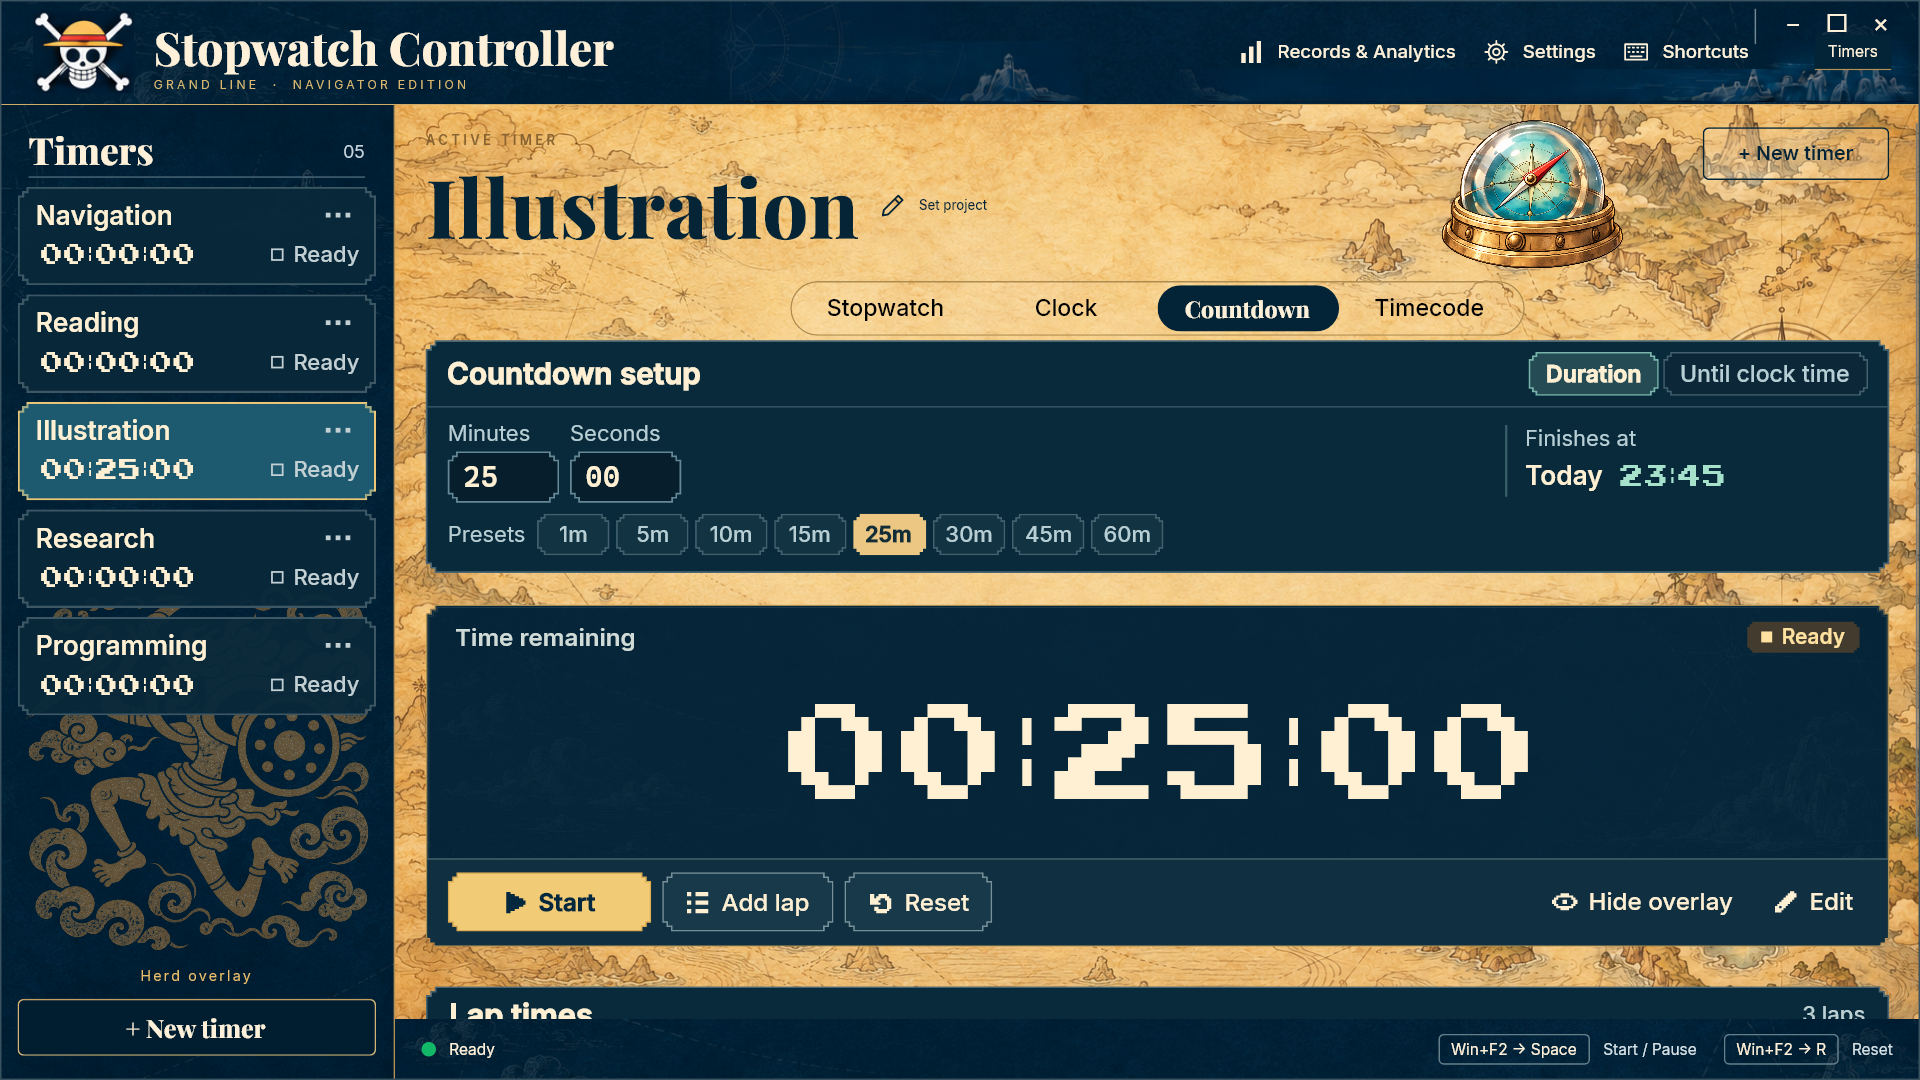 Stopwatch Controller
GRAND LINE · NAVIGATOR EDITION
Records & Analytics
Settings
Shortcuts
Timers
Timers
05
Navigation
00:00:00
Ready
Reading
00:00:00
Ready
Illustration
00:25:00
Ready
Research
00:00:00
Ready
Programming
00:00:00
Ready
Herd overlay
+ New timer
ACTIVE TIMER
Illustration
Set project
+ New timer
Stopwatch
Clock
Countdown
Timecode
Countdown setup
Duration
Until clock time
Minutes
Seconds
25
00
Finishes at
Today 23:45
Presets
1m
5m
10m
15m
25m
30m
45m
60m
Time remaining
Ready
00:25:00
Start
Add lap
Reset
Hide overlay
Edit
Lap times
3 laps
Ready
Win+F2 → Space
Start / Pause
Win+F2 → R
Reset